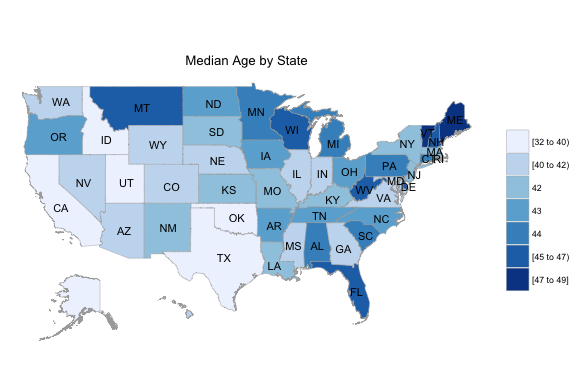 Median Age by State
WA
MT
ND
MN
ME
VT
NH
OR
ID
SD
WI
MI
NY
MA
CT
RI
WY
IA
NE
PA
NJ
NV
UT
CO
IL
IN
OH
MD
DE
WV
VA
KS
MO
KY
CA
AZ
NM
OK
AR
TN
NC
SC
TX
LA
MS
AL
GA
FL
[32 to 40)
[40 to 42)
42
43
44
[45 to 47)
[47 to 49]